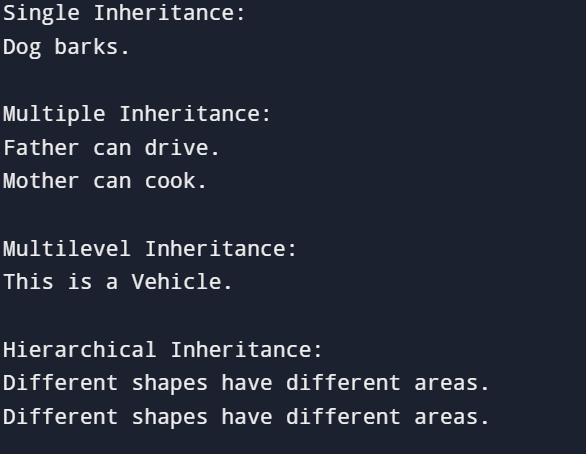 Single Inheritance:
Dog barks.
Multiple Inheritance:
Father can drive.
Mother can cook.
Multilevel Inheritance:
This is a Vehicle.
Hierarchical Inheritance:
Different shapes have different areas.
Different shapes have different areas.